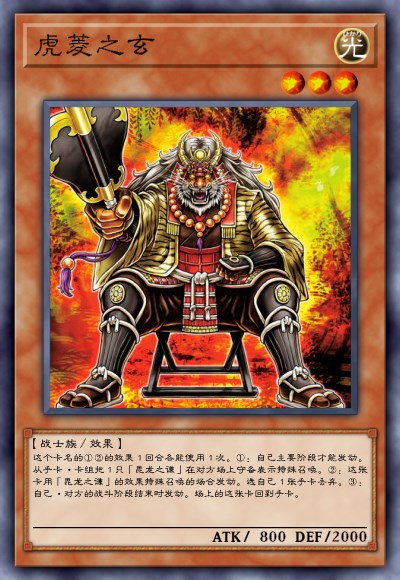 虎菱之玄
ひかり
光
【战士族/效果】
这个卡名的①②的效果1回合各能使用1次。①:自己主要阶段才能发动。
从手卡·卡组把1只「毘龙之谦」在对方场上守备表示特殊召唤。②:这张
卡用「毘龙之谦」的效果特殊召唤的场合发动。选自己1张手卡丢弃。③:
自己·对方的战斗阶段结束时发动。场上的这张卡回到手卡。
ATK/ 800 DEF/2000